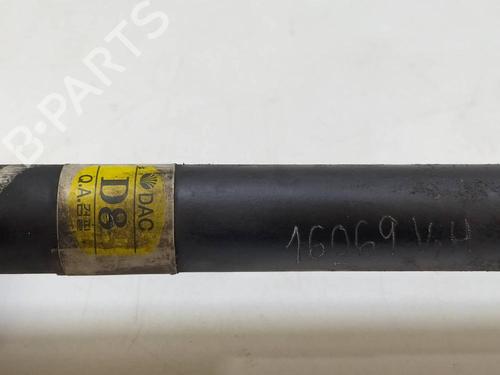 B-PARTS
DAC
D8
Q.A.
16069 V.H